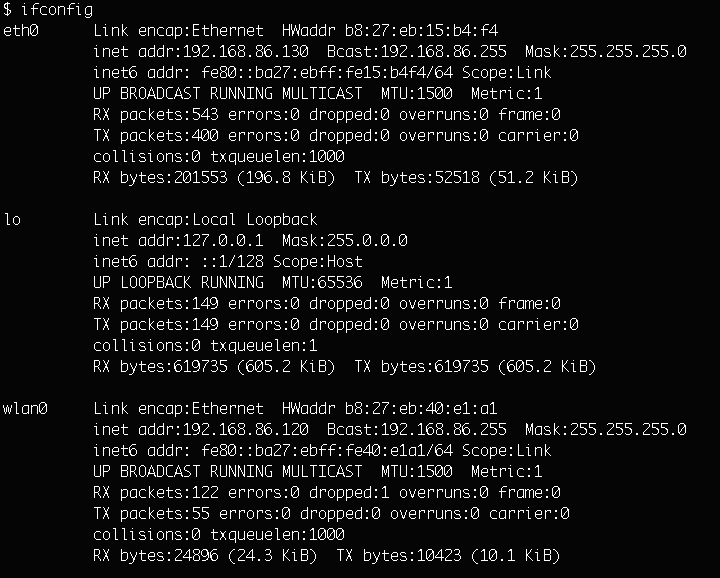 $ ifconfig
eth0 Link encap:Ethernet HWaddr b8:27:eb:15:b4:f4
inet addr:192.168.86.130 Bcast:192.168.86.255 Mask:255.255.255.0
inet6 addr: fe80::ba27:ebff:fe15:b4f4/64 Scope:Link
UP BROADCAST RUNNING MULTICAST MTU:1500 Metric:1
RX packets:543 errors:0 dropped:0 overruns:0 frame:0
TX packets:400 errors:0 dropped:0 overruns:0 carrier:0
collisions:0 txqueuelen:1000
RX bytes:201553 (196.8 KiB) TX bytes:52518 (51.2 KiB)
lo Link encap:Local Loopback
inet addr:127.0.0.1 Mask:255.0.0.0
inet6 addr: ::1/128 Scope:Host
UP LOOPBACK RUNNING MTU:65536 Metric:1
RX packets:149 errors:0 dropped:0 overruns:0 frame:0
TX packets:149 errors:0 dropped:0 overruns:0 carrier:0
collisions:0 txqueuelen:1
RX bytes:619735 (605.2 KiB) TX bytes:619735 (605.2 KiB)
wlan0 Link encap:Ethernet HWaddr b8:27:eb:40:e1:a1
inet addr:192.168.86.120 Bcast:192.168.86.255 Mask:255.255.255.0
inet6 addr: fe80::ba27:ebff:fe40:e1a1/64 Scope:Link
UP BROADCAST RUNNING MULTICAST MTU:1500 Metric:1
RX packets:122 errors:0 dropped:1 overruns:0 frame:0
TX packets:55 errors:0 dropped:0 overruns:0 carrier:0
collisions:0 txqueuelen:1000
RX bytes:24896 (24.3 KiB) TX bytes:10423 (10.1 KiB)